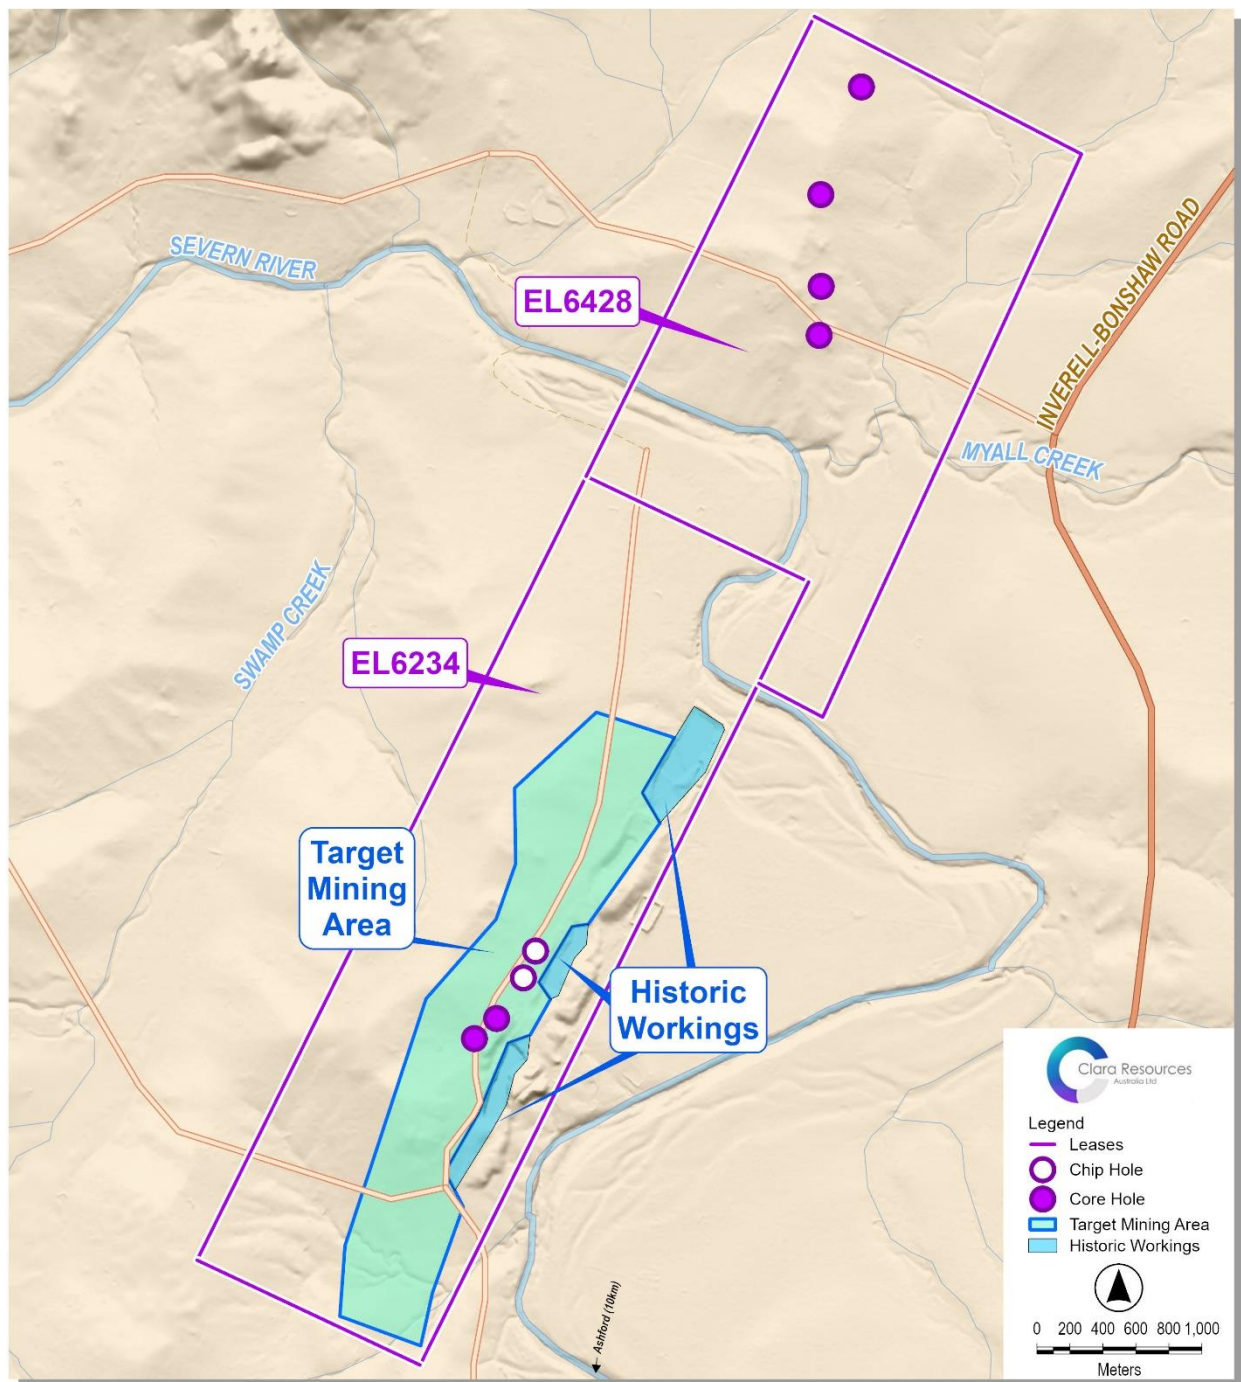 SEVERN RIVER
EL6428
INVERELL-BONSHAW ROAD
MYALL CREEK
SWAMP CREEK
EL6234
Target
Mining
Area
Historic
Workings
Ashford (10km)
Clara Resources
Australia Ltd
Legend
Leases
Chip Hole
Core Hole
Target Mining Area
Historic Workings
0 200 400 600 800 1,000
Meters